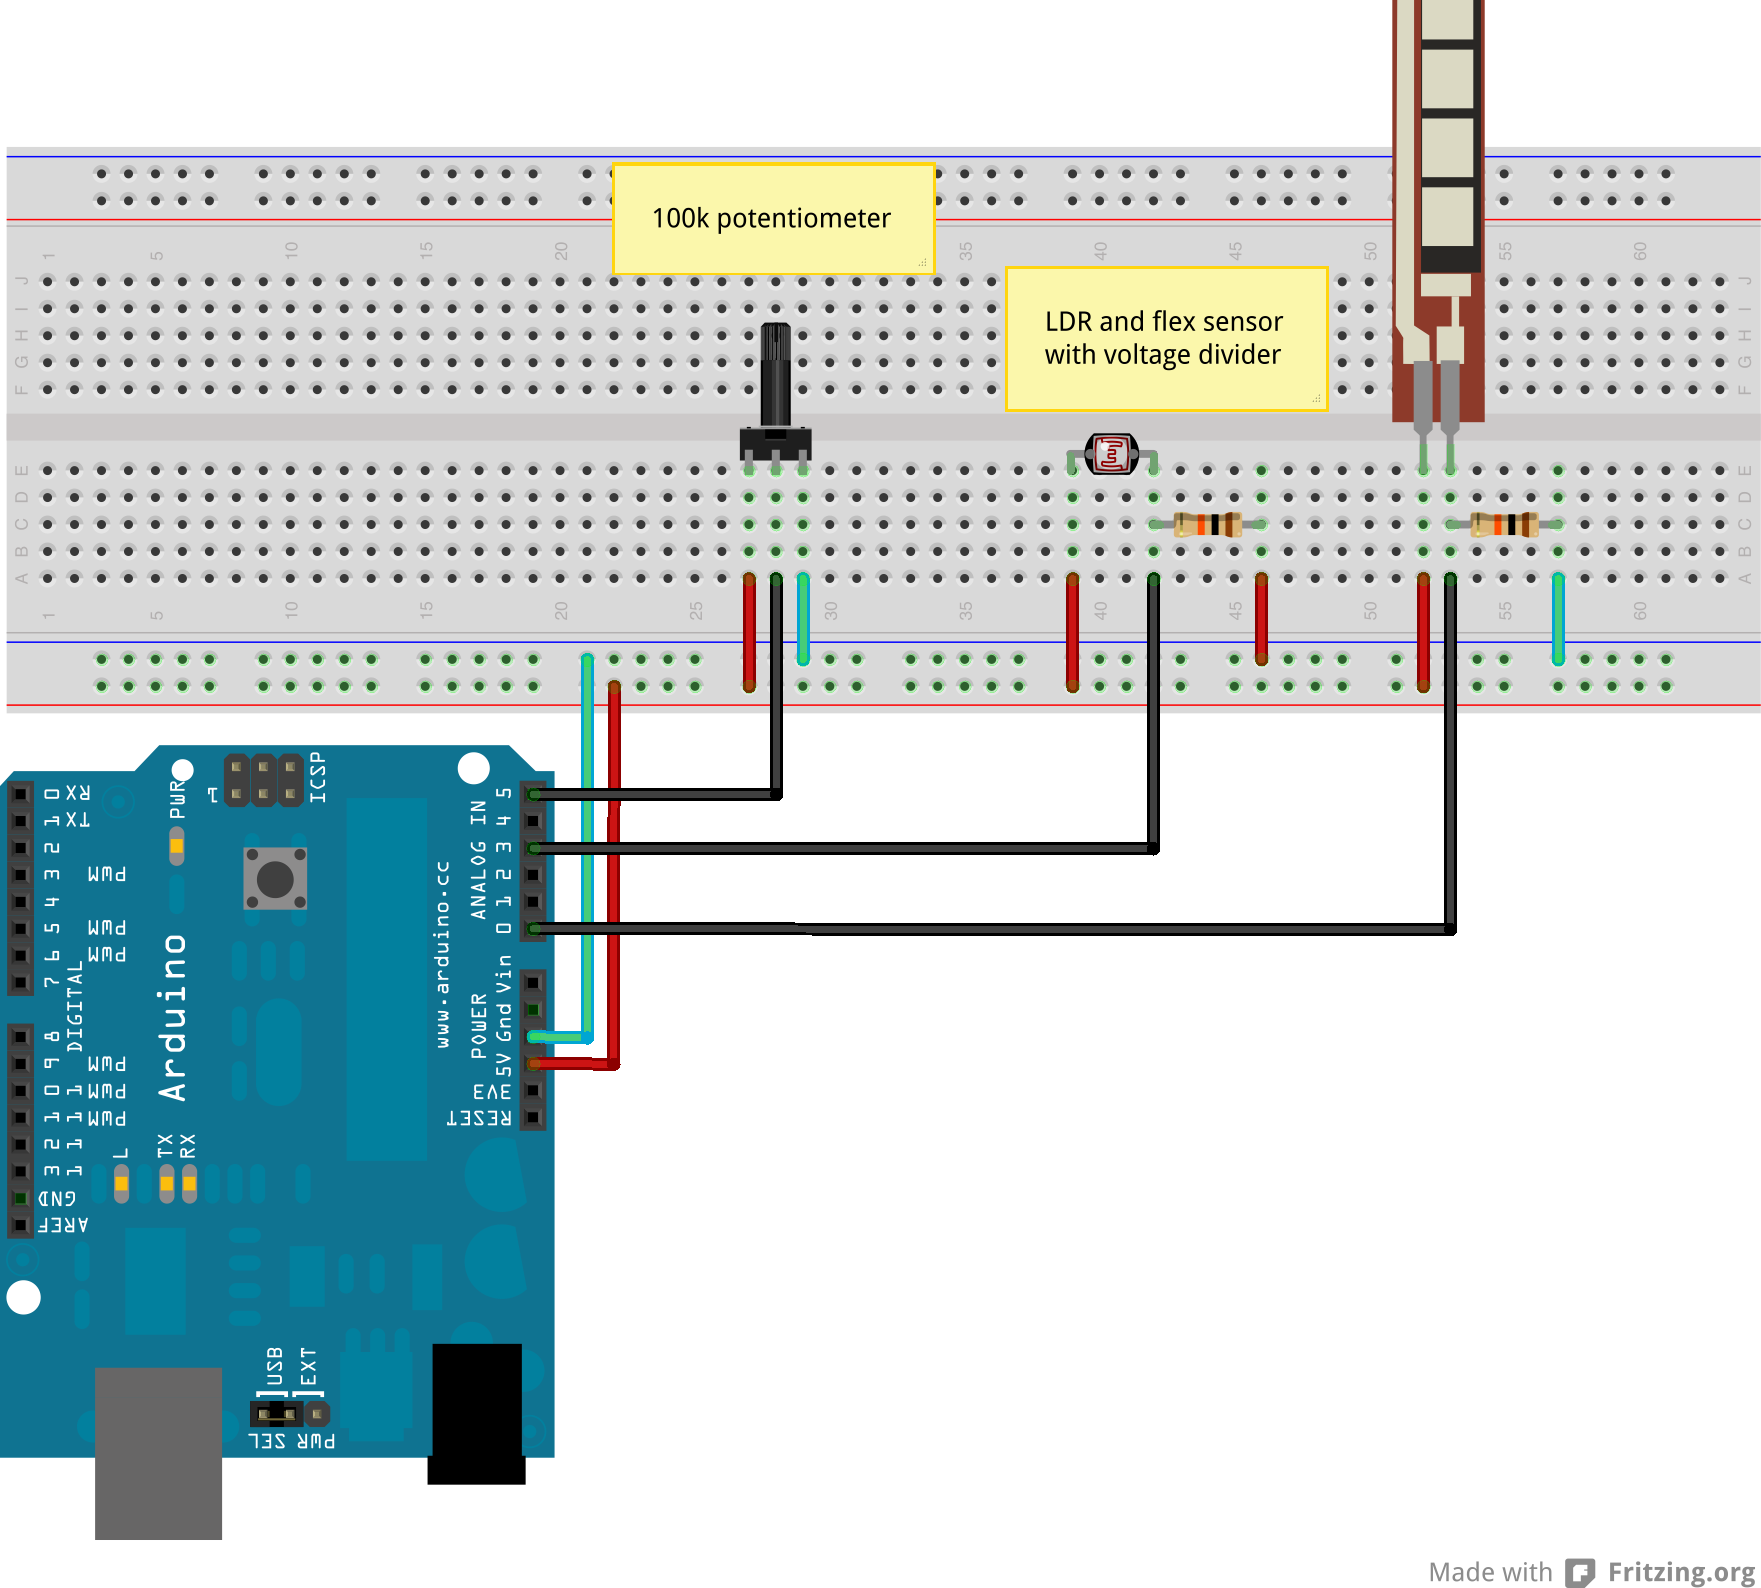 100k potentiometer
LDR and flex sensor
with voltage divider
1 5 10 15 20 35 40 45 50 55 60
J J
I I
H H
G G
F F
E E
D D
C C
B B
A A
1 5 10 15 20 25 30 35 40 45 50 55 60
RX 0
TX 1
2
PWM 3
4
PWM 5
PWM 6
7
DIGITAL
8
PWM 9
PWM 10
PWM 11
12
13
GND
AREF
PWR
1
ICSP
Arduino
www.arduino.cc
ANALOG IN
5
4
3
2
1
0
POWER
Vin
Gnd
5V
3V3
RESET
L
TX
RX
USB
EXT
PWR SEL
Made with Fritzing.org